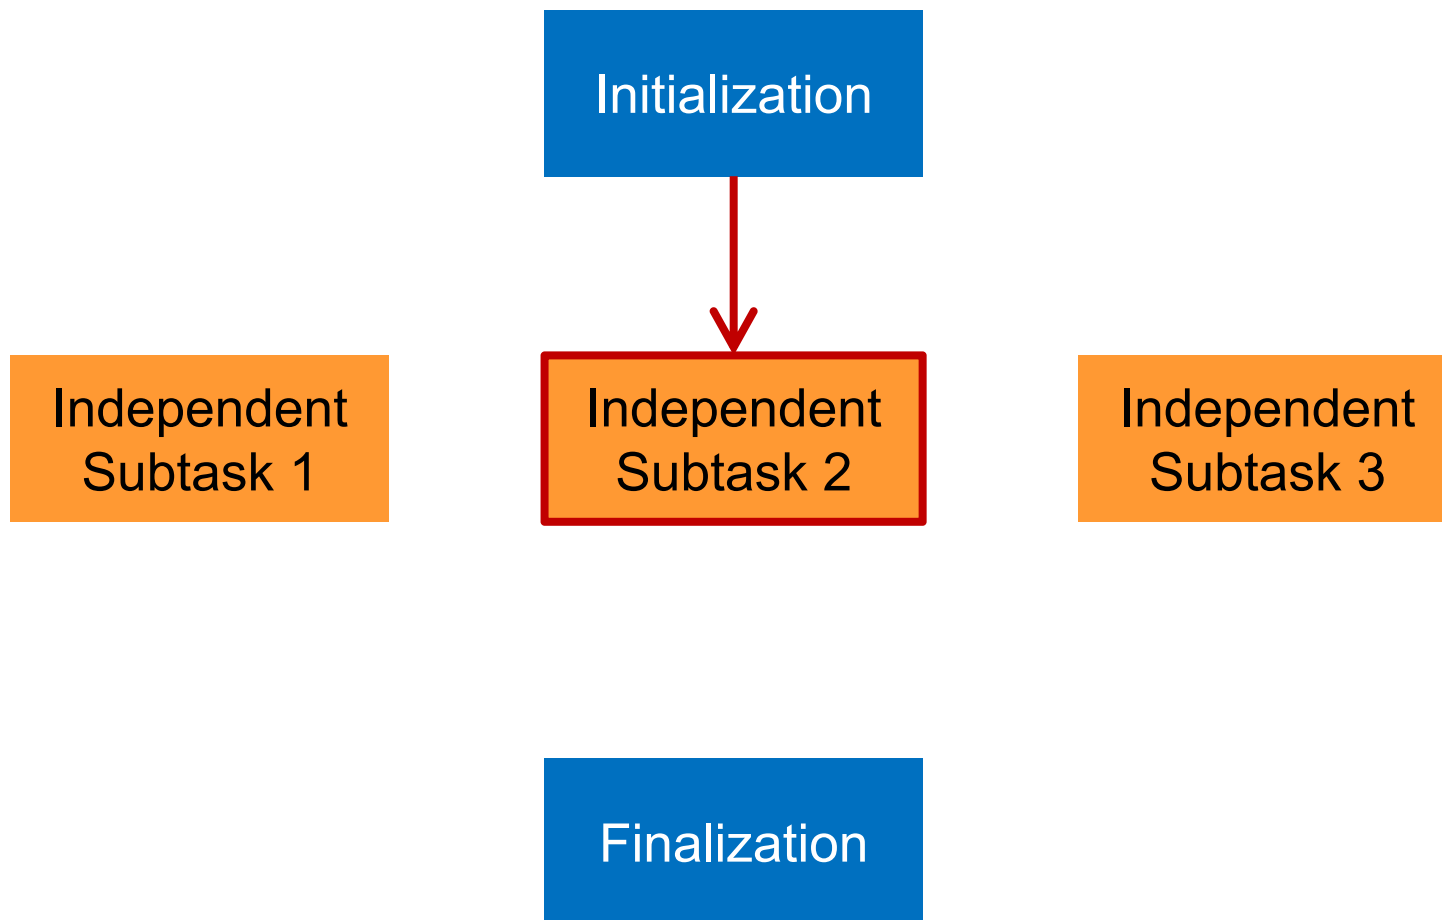 Initialization
Independent
Subtask 1
Independent
Subtask 2
Independent
Subtask 3
Finalization